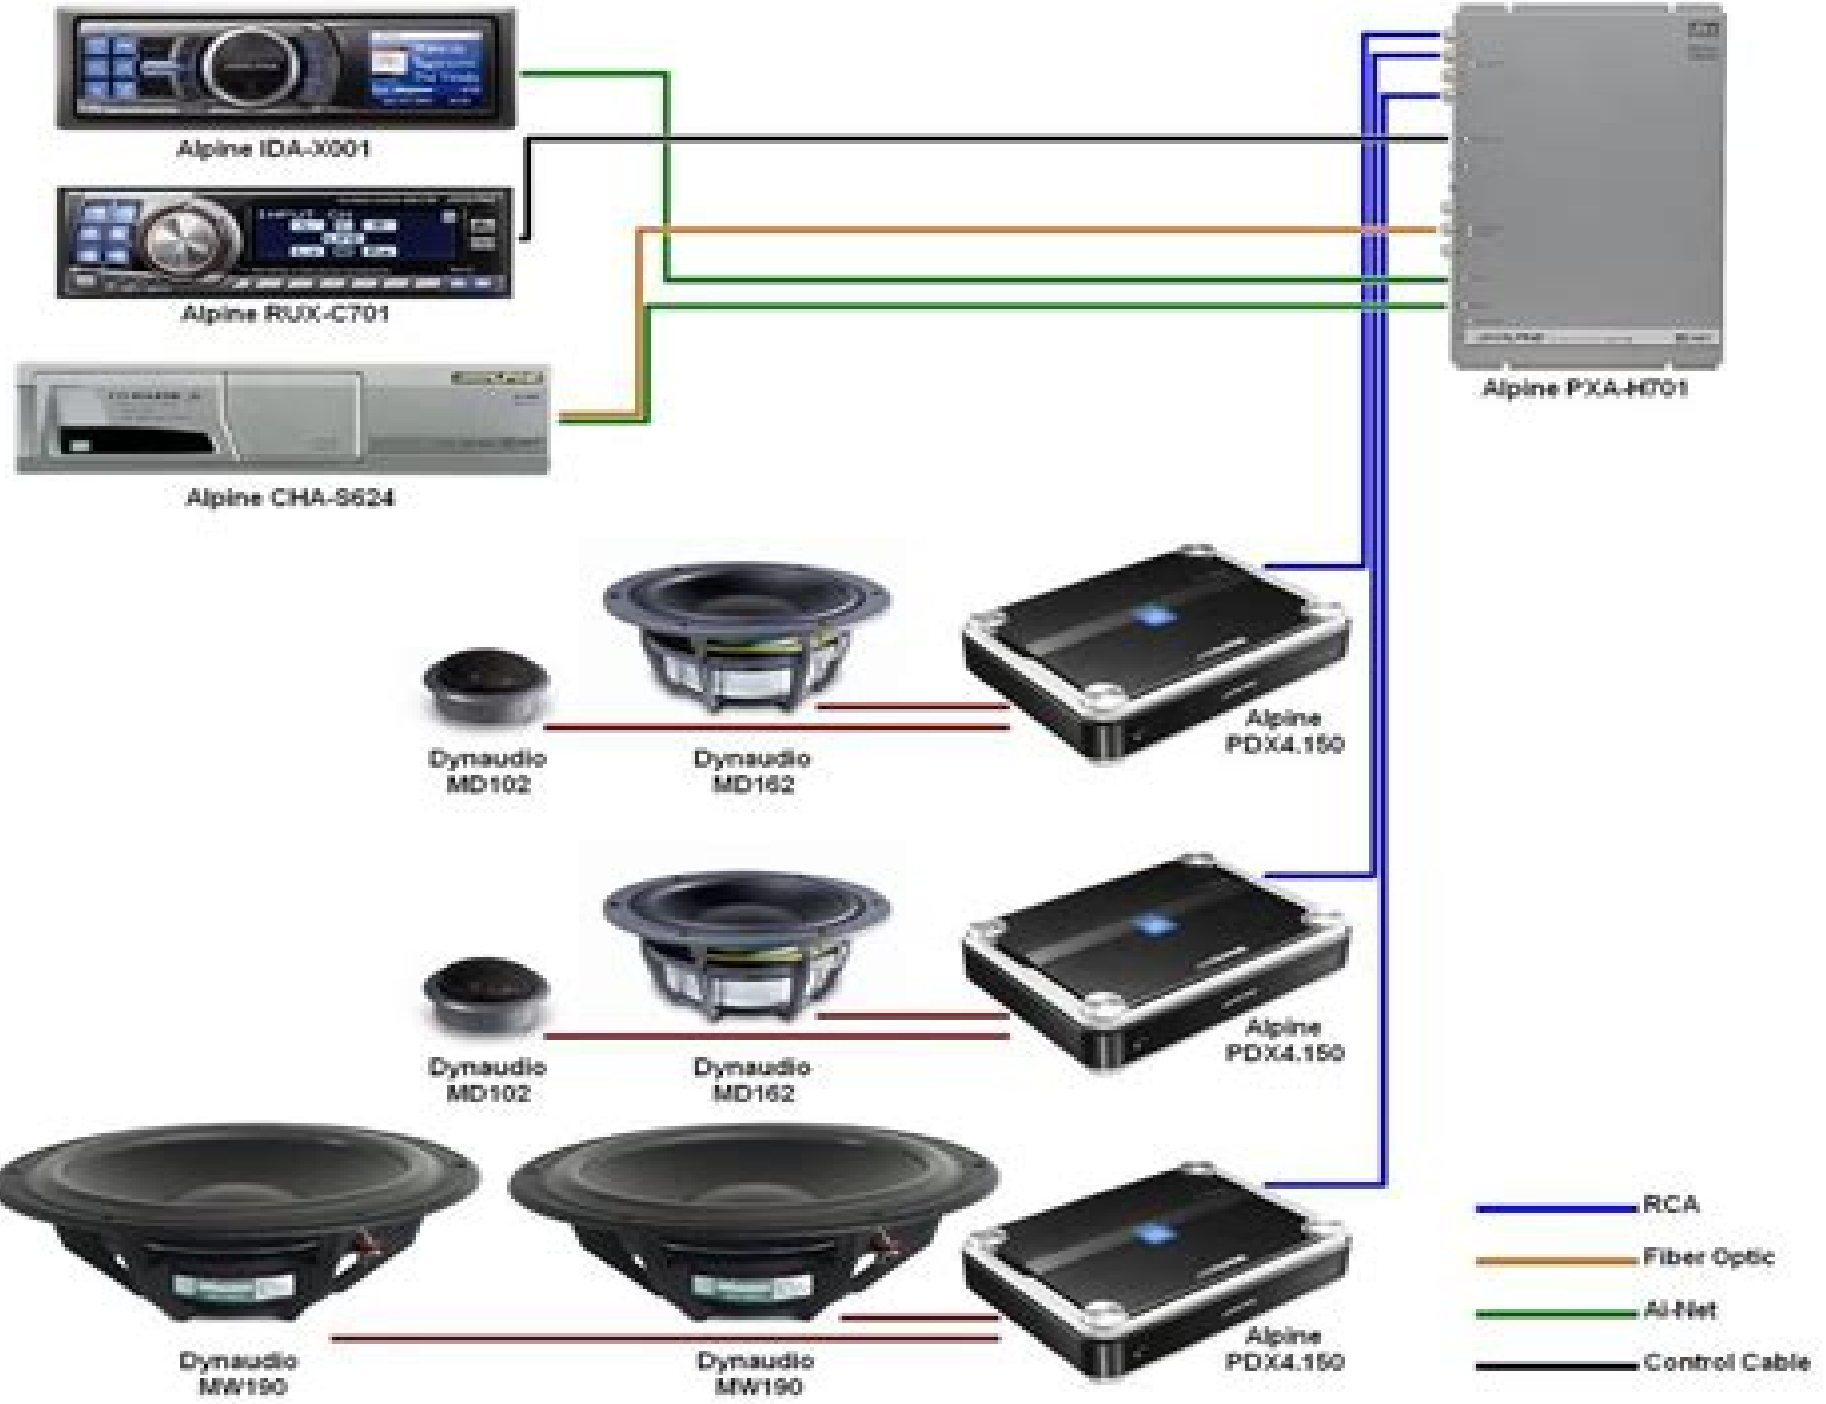 Alpine IDA-X001
Alpine RUX-C701
Alpine CHA-S624
Alpine PXA-H701
Alpine
PDX4.150
Dynaudio
MD102
Dynaudio
MD162
Alpine
PDX4.150
Dynaudio
MD102
Dynaudio
MD162
Alpine
PDX4.150
Dynaudio
MW190
Dynaudio
MW190
RCA
Fiber Optic
Ai-Net
Control Cable